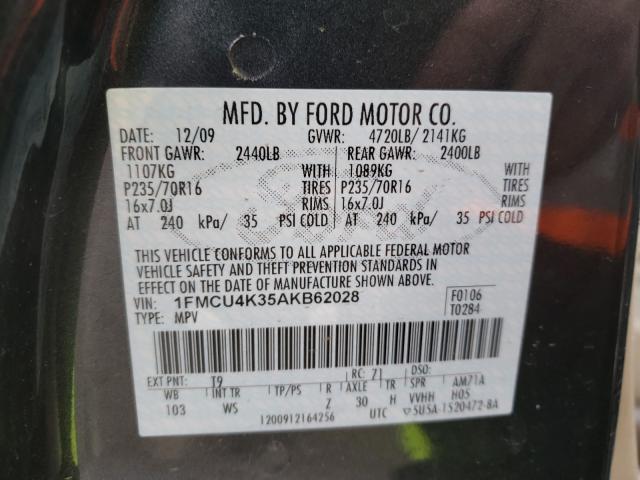 MFD. BY FORD MOTOR CO.
DATE: 12/09 GVWR: 4720LB/ 2141KG
FRONT GAWR: 2440LB REAR GAWR: 2400LB
1107KG WITH 1089KG WITH
P235/70R16 TIRES P235/70R16 TIRES
16x7.0J RIMS 16x7.0J RIMS
AT 240 kPa/ 35 PSI COLD AT 240 kPa/ 35 PSI COLD
THIS VEHICLE CONFORMS TO ALL APPLICABLE FEDERAL MOTOR
VEHICLE SAFETY AND THEFT PREVENTION STANDARDS IN
EFFECT ON THE DATE OF MANUFACTURE SHOWN ABOVE.
VIN: 1FMCU4K35AKB62028 F0106
TYPE: MPV T0284
EXT PNT: T9 RC: 71 DSO:
WB INT TR TP/PS R AXLE TR SPR AM71A
103 WS Z 30 H VVHH H05
1200912164256 UTC 5U5A-1520472-8A